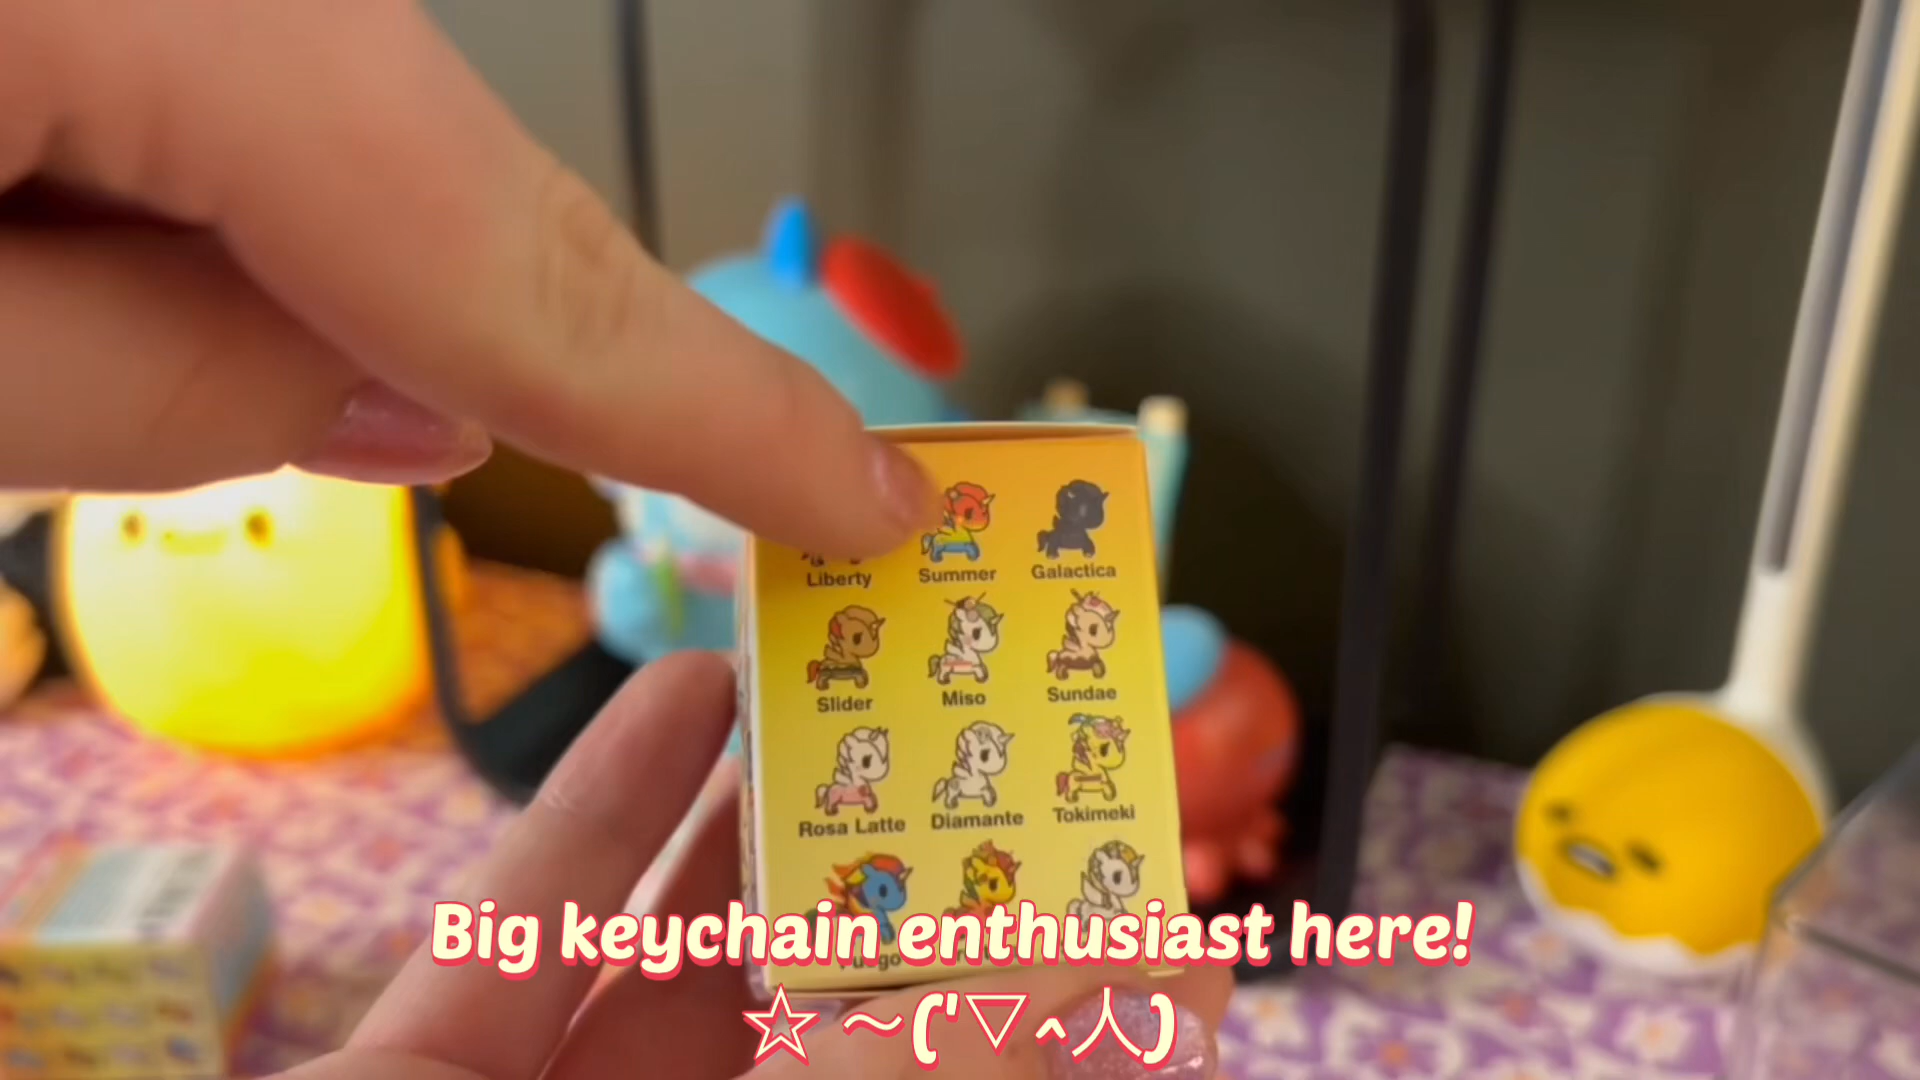 Liberty Summer Galactica
Slider Miso Sundae
Rosa Latte Diamante Tokimeki
Big keychain enthusiast here!
☆ ～('▽^人)